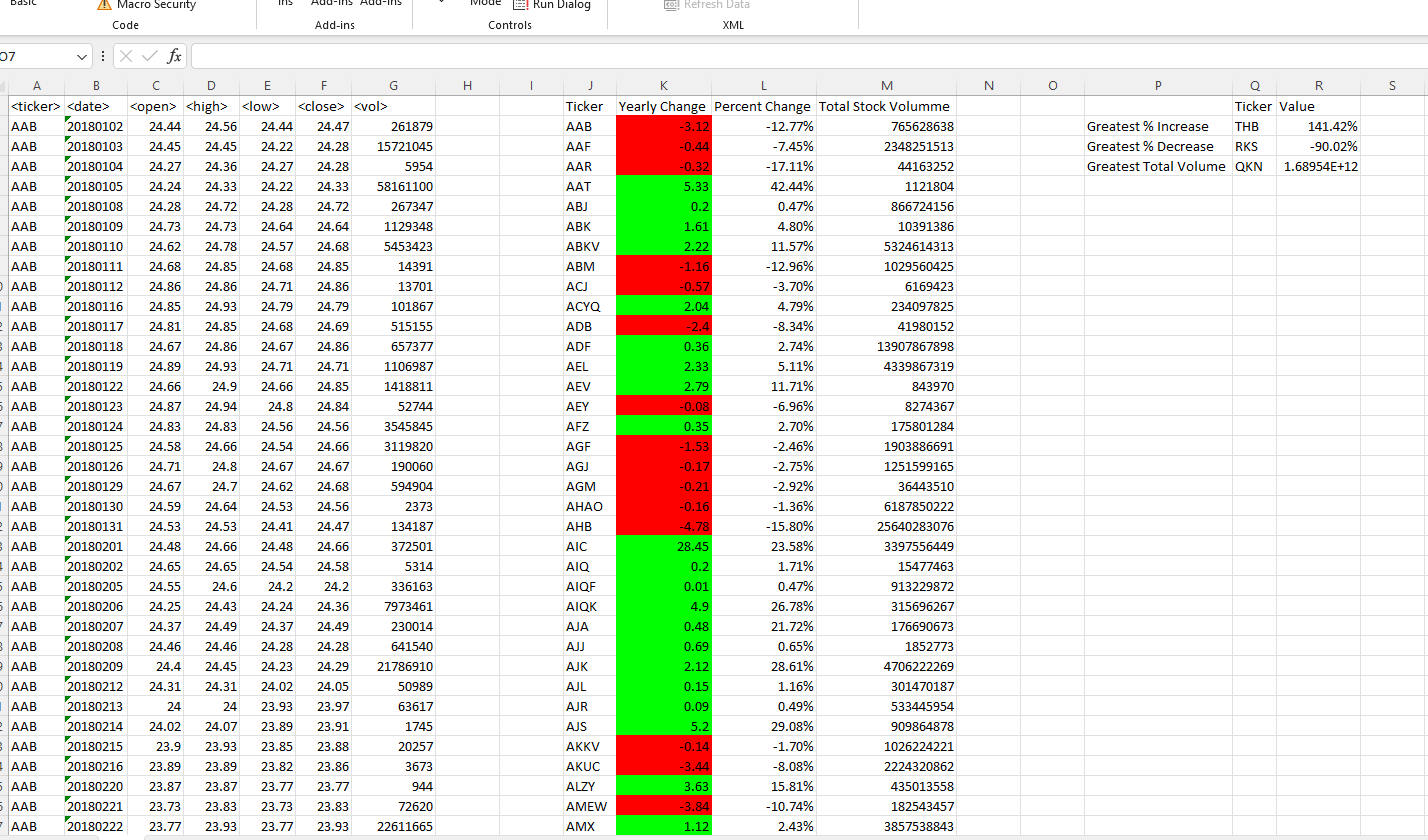 Basic Macro Security ins Add-ins Add-ins Mode Run Dialog Refresh Data
Code Add-ins Controls XML
O7 fx
A B C D E F G H I J K L M N O P Q R S
<ticker> <date> <open> <high> <low> <close> <vol> Ticker Yearly Change Percent Change Total Stock Volumme Ticker Value
AAB 20180102 24.44 24.56 24.44 24.47 261879 AAB -3.12 -12.77% 765628638 Greatest % Increase THB 141.42%
AAB 20180103 24.45 24.45 24.22 24.28 15721045 AAF -0.44 -7.45% 2348251513 Greatest % Decrease RKS -90.02%
AAB 20180104 24.27 24.36 24.27 24.28 5954 AAR -0.32 -17.11% 44163252 Greatest Total Volume QKN 1.68954E+12
AAB 20180105 24.24 24.33 24.22 24.33 58161100 AAT 5.33 42.44% 1121804
AAB 20180108 24.28 24.72 24.28 24.72 267347 ABJ 0.2 0.47% 866724156
AAB 20180109 24.73 24.73 24.64 24.64 1129348 ABK 1.61 4.80% 10391386
AAB 20180110 24.62 24.78 24.57 24.68 5453423 ABKV 2.22 11.57% 5324614313
AAB 20180111 24.68 24.85 24.68 24.85 14391 ABM -1.16 -12.96% 1029560425
AAB 20180112 24.86 24.86 24.71 24.86 13701 ACJ -0.57 -3.70% 6169423
AAB 20180116 24.85 24.93 24.79 24.79 101867 ACYQ 2.04 4.79% 234097825
AAB 20180117 24.81 24.85 24.68 24.69 515155 ADB -2.4 -8.34% 41980152
AAB 20180118 24.67 24.86 24.67 24.86 657377 ADF 0.36 2.74% 13907867898
AAB 20180119 24.89 24.93 24.71 24.71 1106987 AEL 2.33 5.11% 4339867319
AAB 20180122 24.66 24.9 24.66 24.85 1418811 AEV 2.79 11.71% 843970
AAB 20180123 24.87 24.94 24.8 24.84 52744 AEY -0.08 -6.96% 8274367
AAB 20180124 24.83 24.83 24.56 24.56 3545845 AFZ 0.35 2.70% 175801284
AAB 20180125 24.58 24.66 24.54 24.66 3119820 AGF -1.53 -2.46% 1903886691
AAB 20180126 24.71 24.8 24.67 24.67 190060 AGJ -0.17 -2.75% 1251599165
AAB 20180129 24.67 24.7 24.62 24.68 594904 AGM -0.21 -2.92% 36443510
AAB 20180130 24.59 24.64 24.53 24.56 2373 AHAO -0.16 -1.36% 6187850222
AAB 20180131 24.53 24.53 24.41 24.47 134187 AHB -4.78 -15.80% 25640283076
AAB 20180201 24.48 24.66 24.48 24.66 372501 AIC 28.45 23.58% 3397556449
AAB 20180202 24.65 24.65 24.54 24.58 5314 AIQ 0.2 1.71% 15477463
AAB 20180205 24.55 24.6 24.2 24.2 336163 AIQF 0.01 0.47% 913229872
AAB 20180206 24.25 24.43 24.24 24.36 7973461 AIQK 4.9 26.78% 315696267
AAB 20180207 24.37 24.49 24.37 24.49 230014 AJA 0.48 21.72% 176690673
AAB 20180208 24.46 24.46 24.28 24.28 641540 AJJ 0.69 0.65% 1852773
AAB 20180209 24.4 24.45 24.23 24.29 21786910 AJK 2.12 28.61% 4706222269
AAB 20180212 24.31 24.31 24.02 24.05 50989 AJL 0.15 1.16% 301470187
AAB 20180213 24 24 23.93 23.97 63617 AJR 0.09 0.49% 533445954
AAB 20180214 24.02 24.07 23.89 23.91 1745 AJS 5.2 29.08% 909864878
AAB 20180215 23.9 23.93 23.85 23.88 20257 AKKV -0.14 -1.70% 1026224221
AAB 20180216 23.89 23.89 23.82 23.86 3673 AKUC -3.44 -8.08% 2224320862
AAB 20180220 23.87 23.87 23.77 23.77 944 ALZY 3.63 15.81% 435013558
AAB 20180221 23.73 23.83 23.73 23.83 72620 AMEW -3.84 -10.74% 182543457
AAB 20180222 23.77 23.93 23.77 23.93 22611665 AMX 1.12 2.43% 3857538843